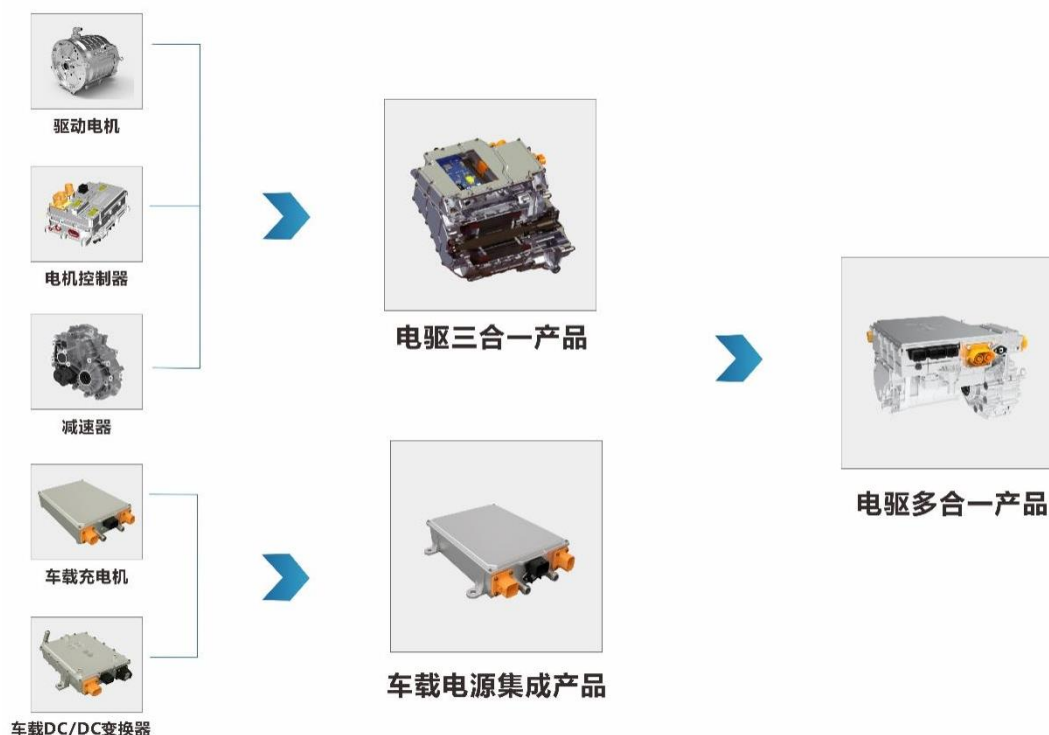 驱动电机
电机控制器
减速器
车载充电机
车载DC/DC变换器
电驱三合一产品
车载电源集成产品
电驱多合一产品